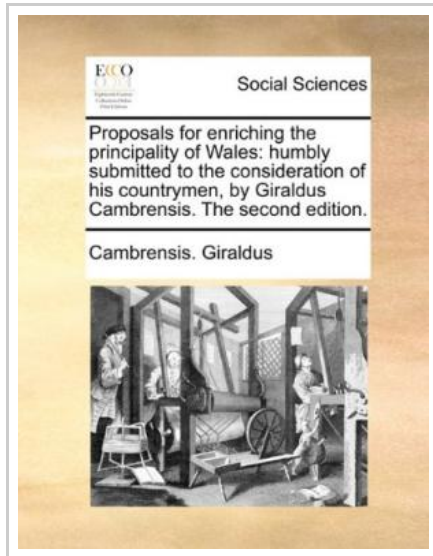 ECCO
Social Sciences
Proposals for enriching the
principality of Wales: humbly
submitted to the consideration of
his countrymen, by Giraldus
Cambrensis. The second edition.
Cambrensis. Giraldus